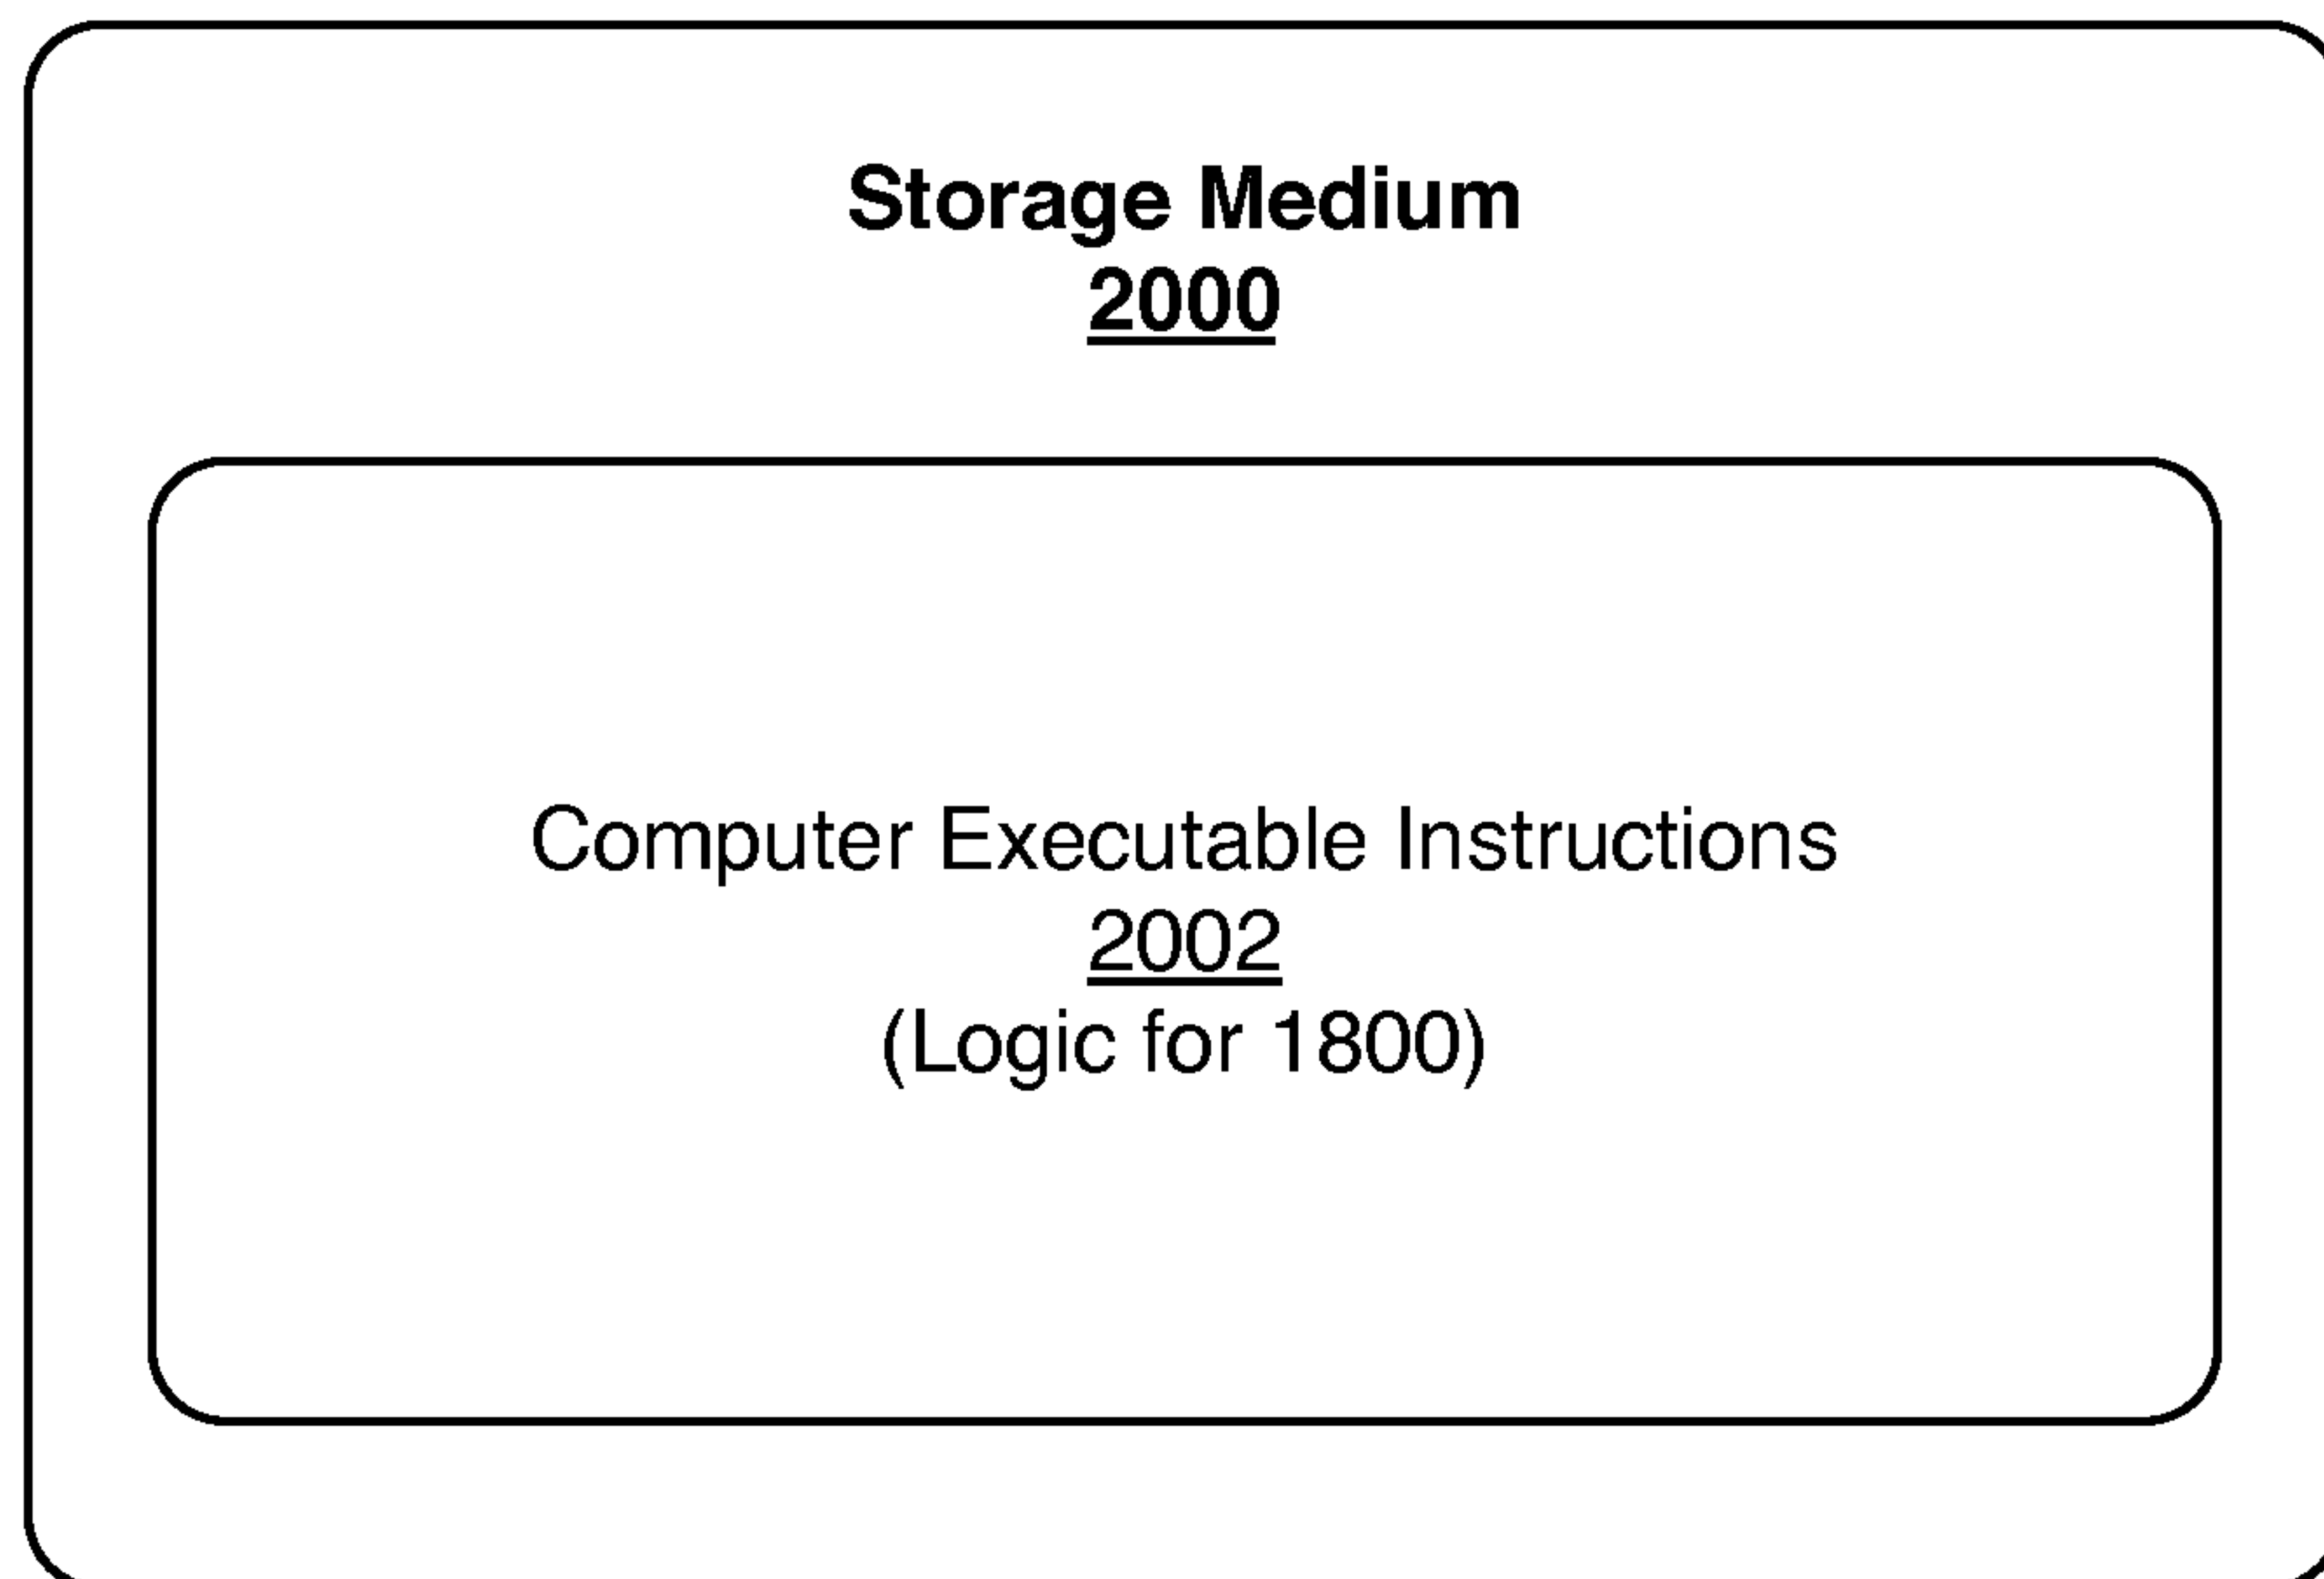 Storage Medium
2000
Computer Executable Instructions
2002
(Logic for 1800)